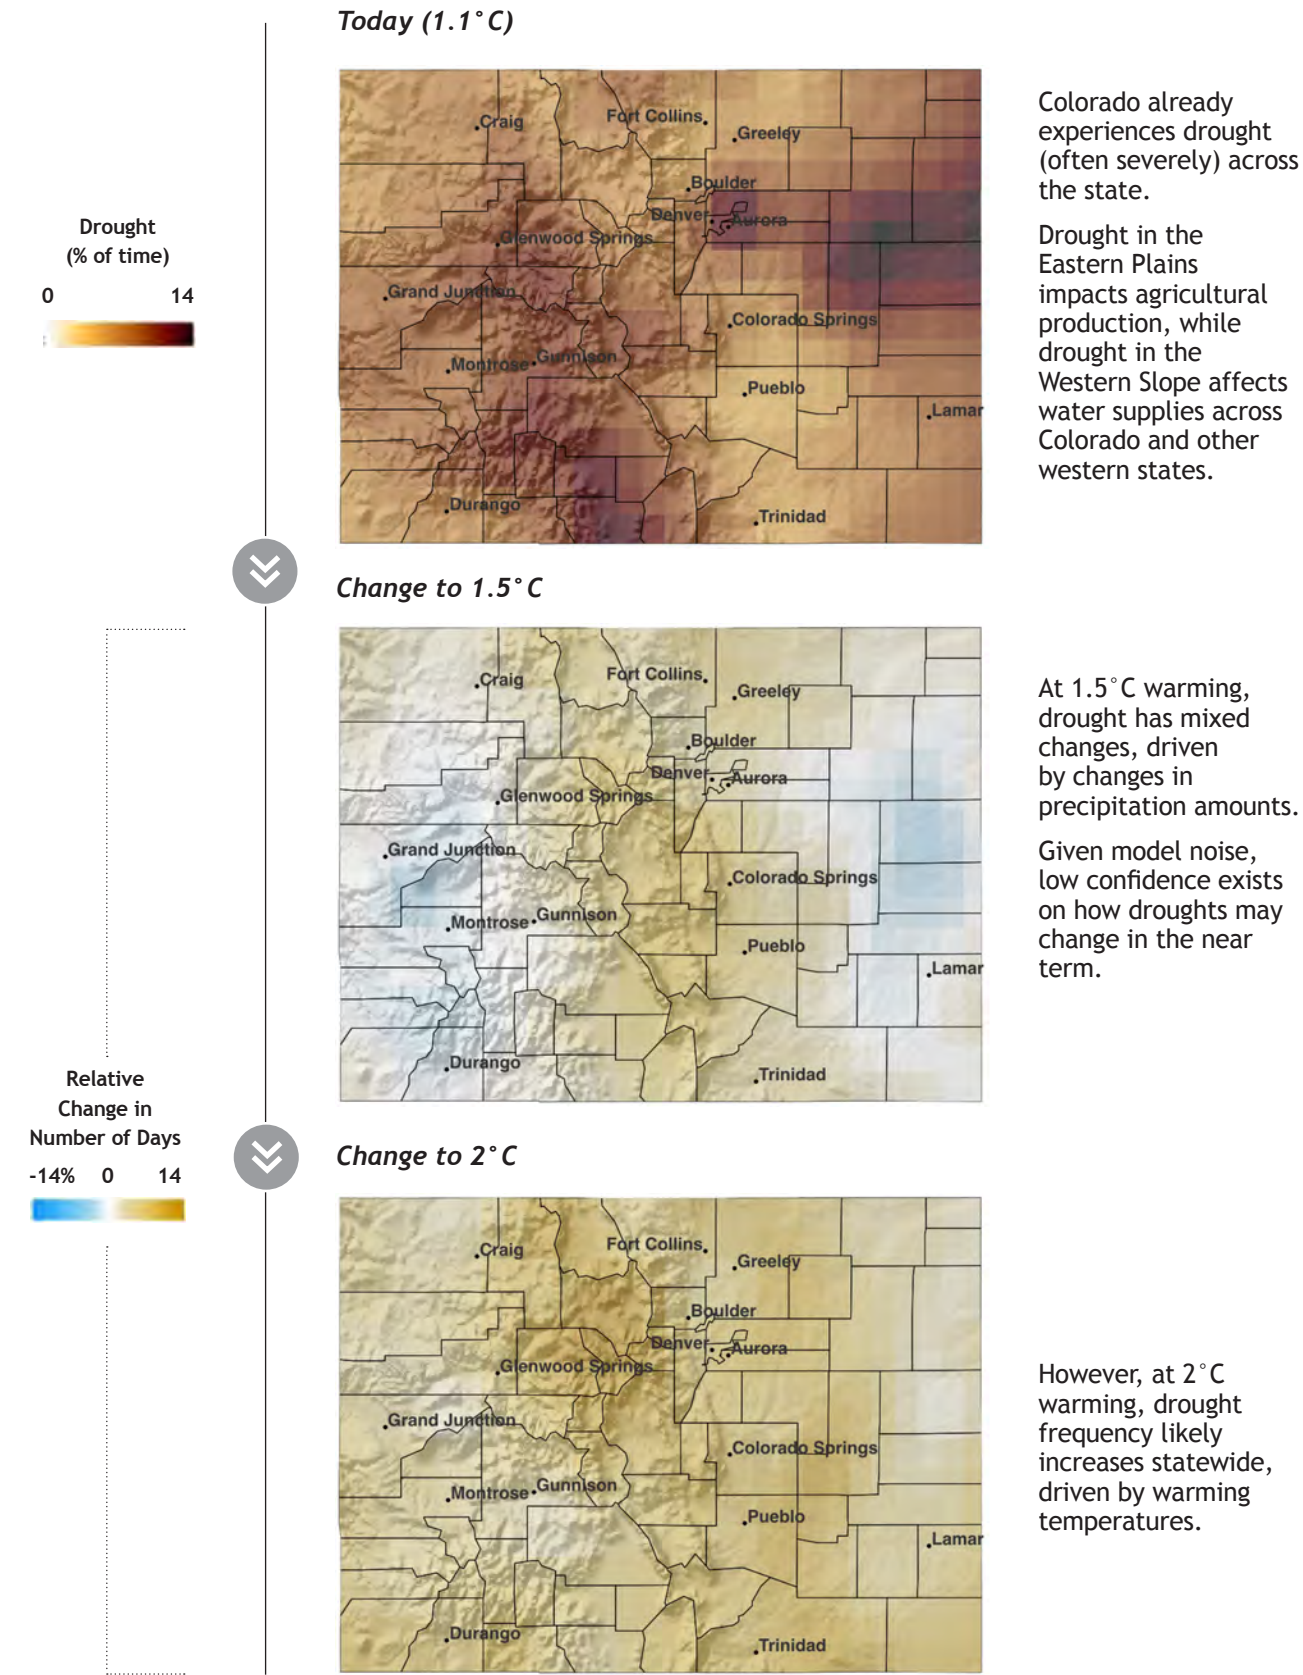 Today (1.1°C)
Drought
(% of time)
0 14
Craig
Fort Collins
Greeley
Boulder
Denver
Aurora
Glenwood Springs
Grand Junction
Colorado Springs
Montrose
Gunnison
Pueblo
Lamar
Durango
Trinidad
Colorado already
experiences drought
(often severely) across
the state.
Drought in the
Eastern Plains
impacts agricultural
production, while
drought in the
Western Slope affects
water supplies across
Colorado and other
western states.
Change to 1.5°C
Craig
Fort Collins
Greeley
Boulder
Denver
Aurora
Glenwood Springs
Grand Junction
Colorado Springs
Montrose
Gunnison
Pueblo
Lamar
Durango
Trinidad
At 1.5°C warming,
drought has mixed
changes, driven
by changes in
precipitation amounts.
Given model noise,
low confidence exists
on how droughts may
change in the near
term.
Relative
Change in
Number of Days
-14% 0 14
Change to 2°C
Craig
Fort Collins
Greeley
Boulder
Denver
Aurora
Glenwood Springs
Grand Junction
Colorado Springs
Montrose
Gunnison
Pueblo
Lamar
Durango
Trinidad
However, at 2°C
warming, drought
frequency likely
increases statewide,
driven by warming
temperatures.